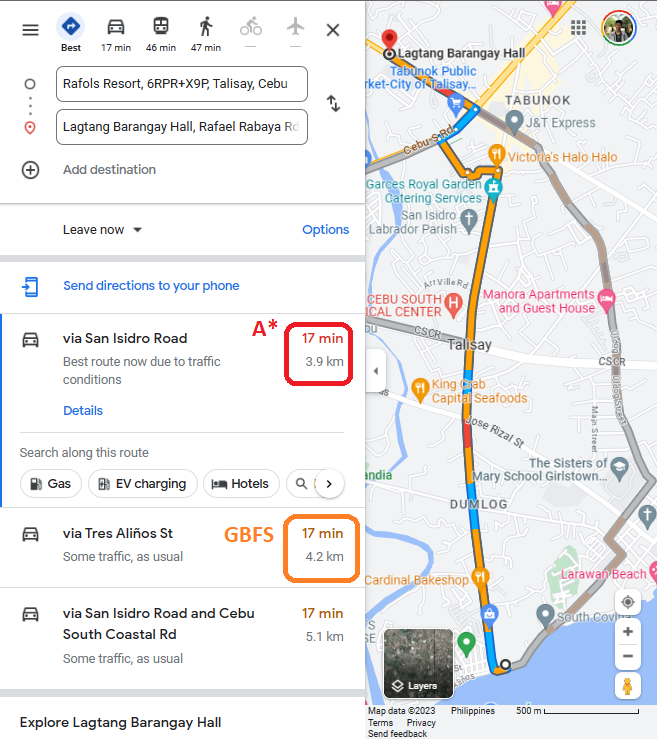 Best
17 min
46 min
47 min
—
—
Rafols Resort, 6RPR+X9P, Talisay, Cebu
Lagtang Barangay Hall, Rafael Rabaya Rd
Add destination
Leave now
Options
Send directions to your phone
via San Isidro Road
A*
17 min
Best route now due to traffic
3.9 km
conditions
Details
Search along this route
Gas
EV charging
Hotels
via Tres Aliños St
GBFS
17 min
Some traffic, as usual
4.2 km
via San Isidro Road and Cebu
17 min
South Coastal Rd
5.1 km
Some traffic, as usual
Explore Lagtang Barangay Hall
Lagtang Barangay Hall
Tabunok Public
rket-City of Talisay...
TABUNOK
J&T Express
Cebu S Rd
Victoria's Halo Halo
Garces Royal Garden
Catering Services
San Isidro
Labrador Parish
ArtVille Rd
CEBU SOUTH
ICAL CENTER
Manora Apartments
and Guest House
CSCR
Talisay
CSCR
King Crab
Capital Seafoods
Jose Rizal St
Main Street
The Sisters of
Mary School Girlstown...
andia
DUMLOG
Cardinal Bakeshop
Larawan Beach
South Covina
SE
Layers
Map data ©2023
Philippines
500 m
Terms
Privacy
Send feedback